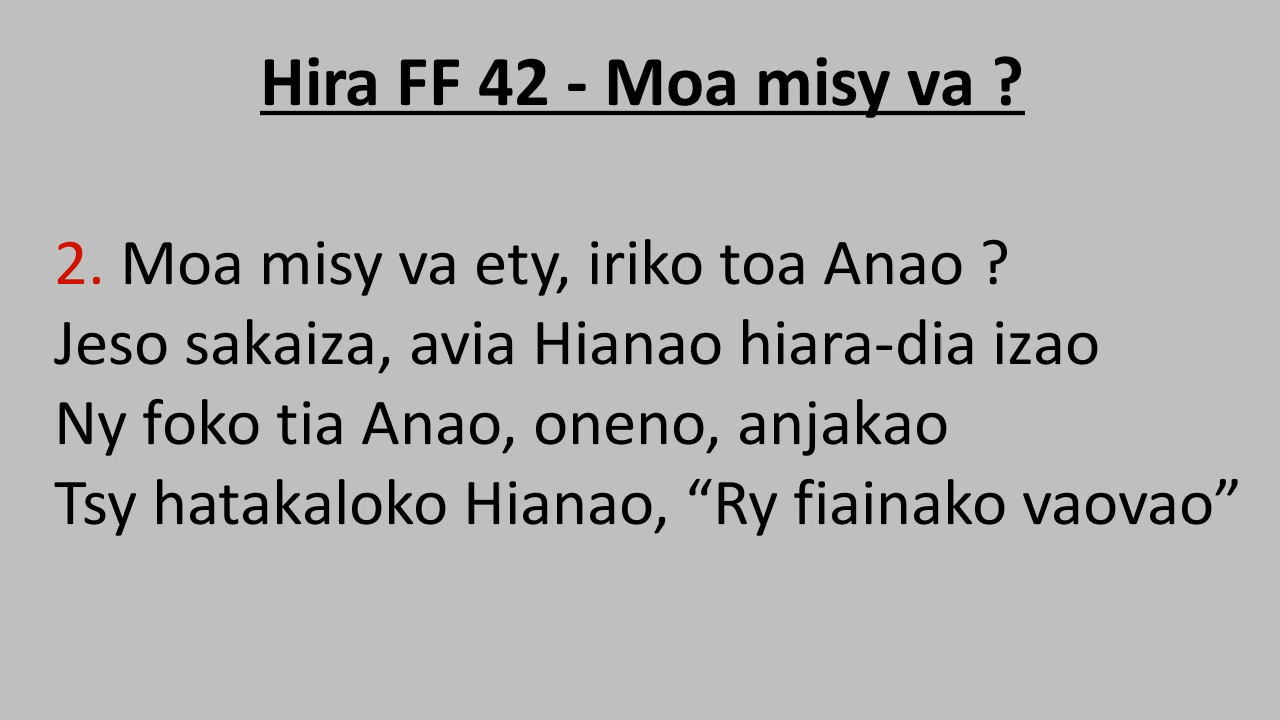 Hira FF 42 - Moa misy va ?
2. Moa misy va ety, iriko toa Anao ?
Jeso sakaiza, avia Hianao hiara-dia izao
Ny foko tia Anao, oneno, anjakao
Tsy hatakaloko Hianao, “Ry fiainako vaovao”